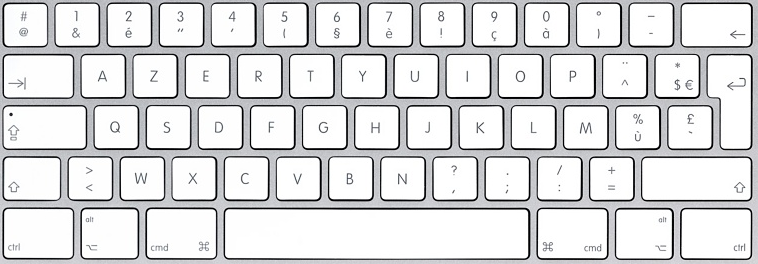 # 1 2 3 4 5 6 7 8 9 0 ° _
@ & é " ' ( § è ! ç à ) -
A Z E R T Y U I O P ¨ *
^ $ €
Q S D F G H J K L M % £
ù `
> W X C V B N ? . / +
< , ; : =
alt alt
ctrl ⌥ cmd ⌘ ⌘ cmd ⌥ ctrl